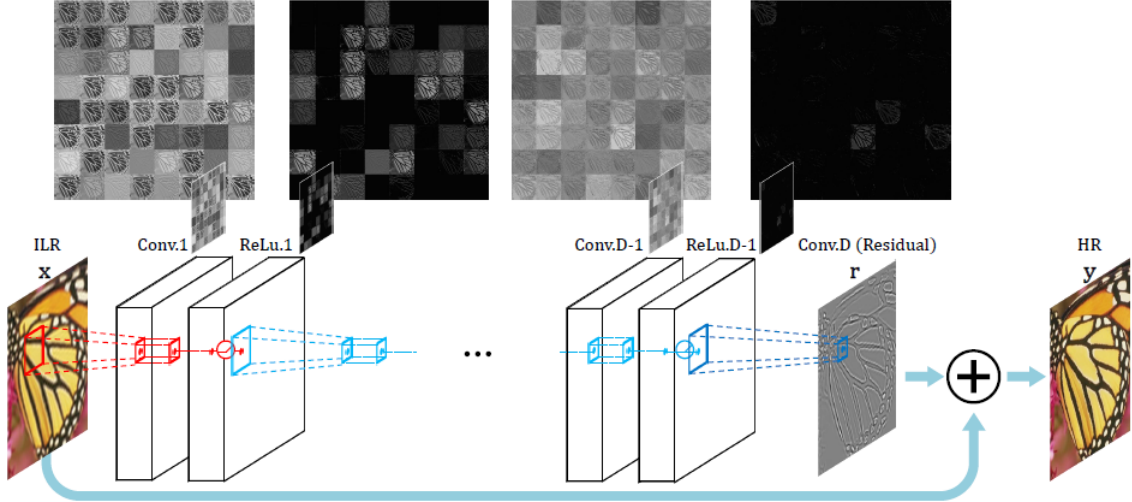 ILR
x
Conv.1
ReLu.1
...
Conv.D-1
ReLu.D-1
Conv.D (Residual)
r
HR
y